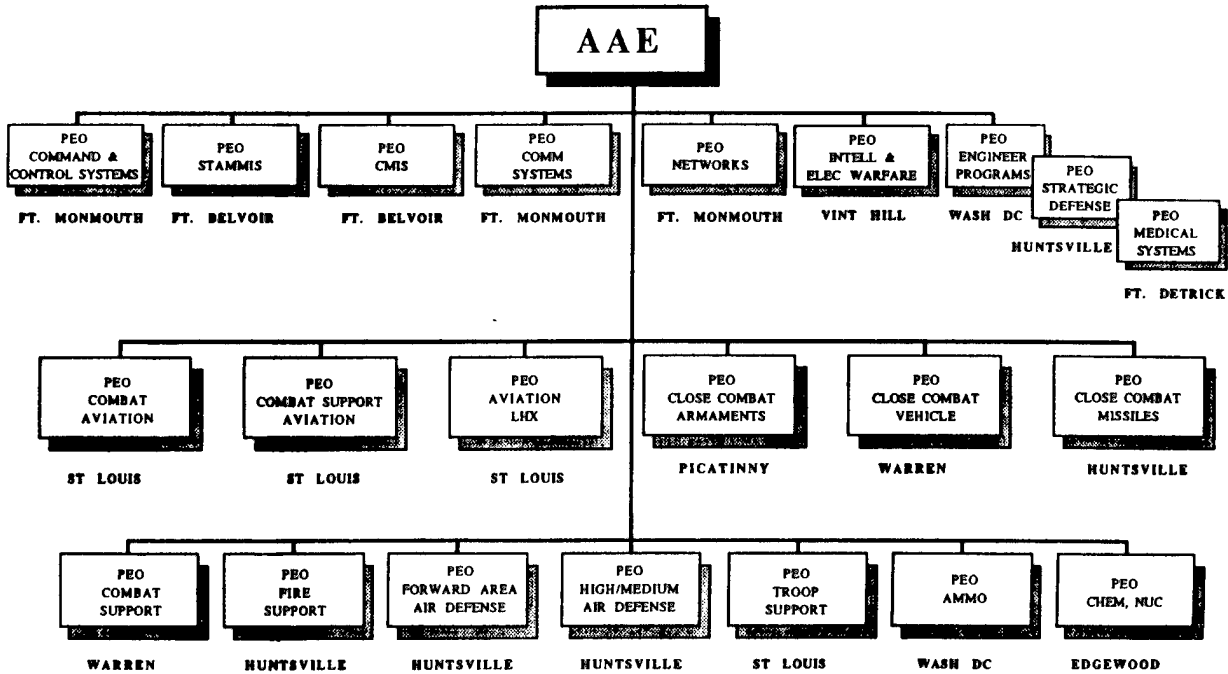 AAE
PEO
COMMAND &
CONTROL SYSTEMS
FT. MONMOUTH
PEO
STAMMIS
FT. BELVOIR
PEO
CMIS
FT. BELVOIR
PEO
COMM
SYSTEMS
FT. MONMOUTH
PEO
NETWORKS
FT. MONMOUTH
PEO
INTELL &
ELEC WARFARE
VINT HILL
PEO
ENGINEER
PROGRAMS
WASH DC
PEO
STRATEGIC
DEFENSE
HUNTSVILLE
PEO
MEDICAL
SYSTEMS
FT. DETRICK
PEO
COMBAT
AVIATION
ST LOUIS
PEO
COMBAT SUPPORT
AVIATION
ST LOUIS
PEO
AVIATION
LHX
ST LOUIS
PEO
CLOSE COMBAT
ARMAMENTS
PICATINNY
PEO
CLOSE COMBAT
VEHICLE
WARREN
PEO
CLOSE COMBAT
MISSILES
HUNTSVILLE
PEO
COMBAT
SUPPORT
WARREN
PEO
FIRE
SUPPORT
HUNTSVILLE
PEO
FORWARD AREA
AIR DEFENSE
HUNTSVILLE
PEO
HIGH/MEDIUM
AIR DEFENSE
HUNTSVILLE
PEO
TROOP
SUPPORT
ST LOUIS
PEO
AMMO
WASH DC
PEO
CHEM, NUC
EDGEWOOD